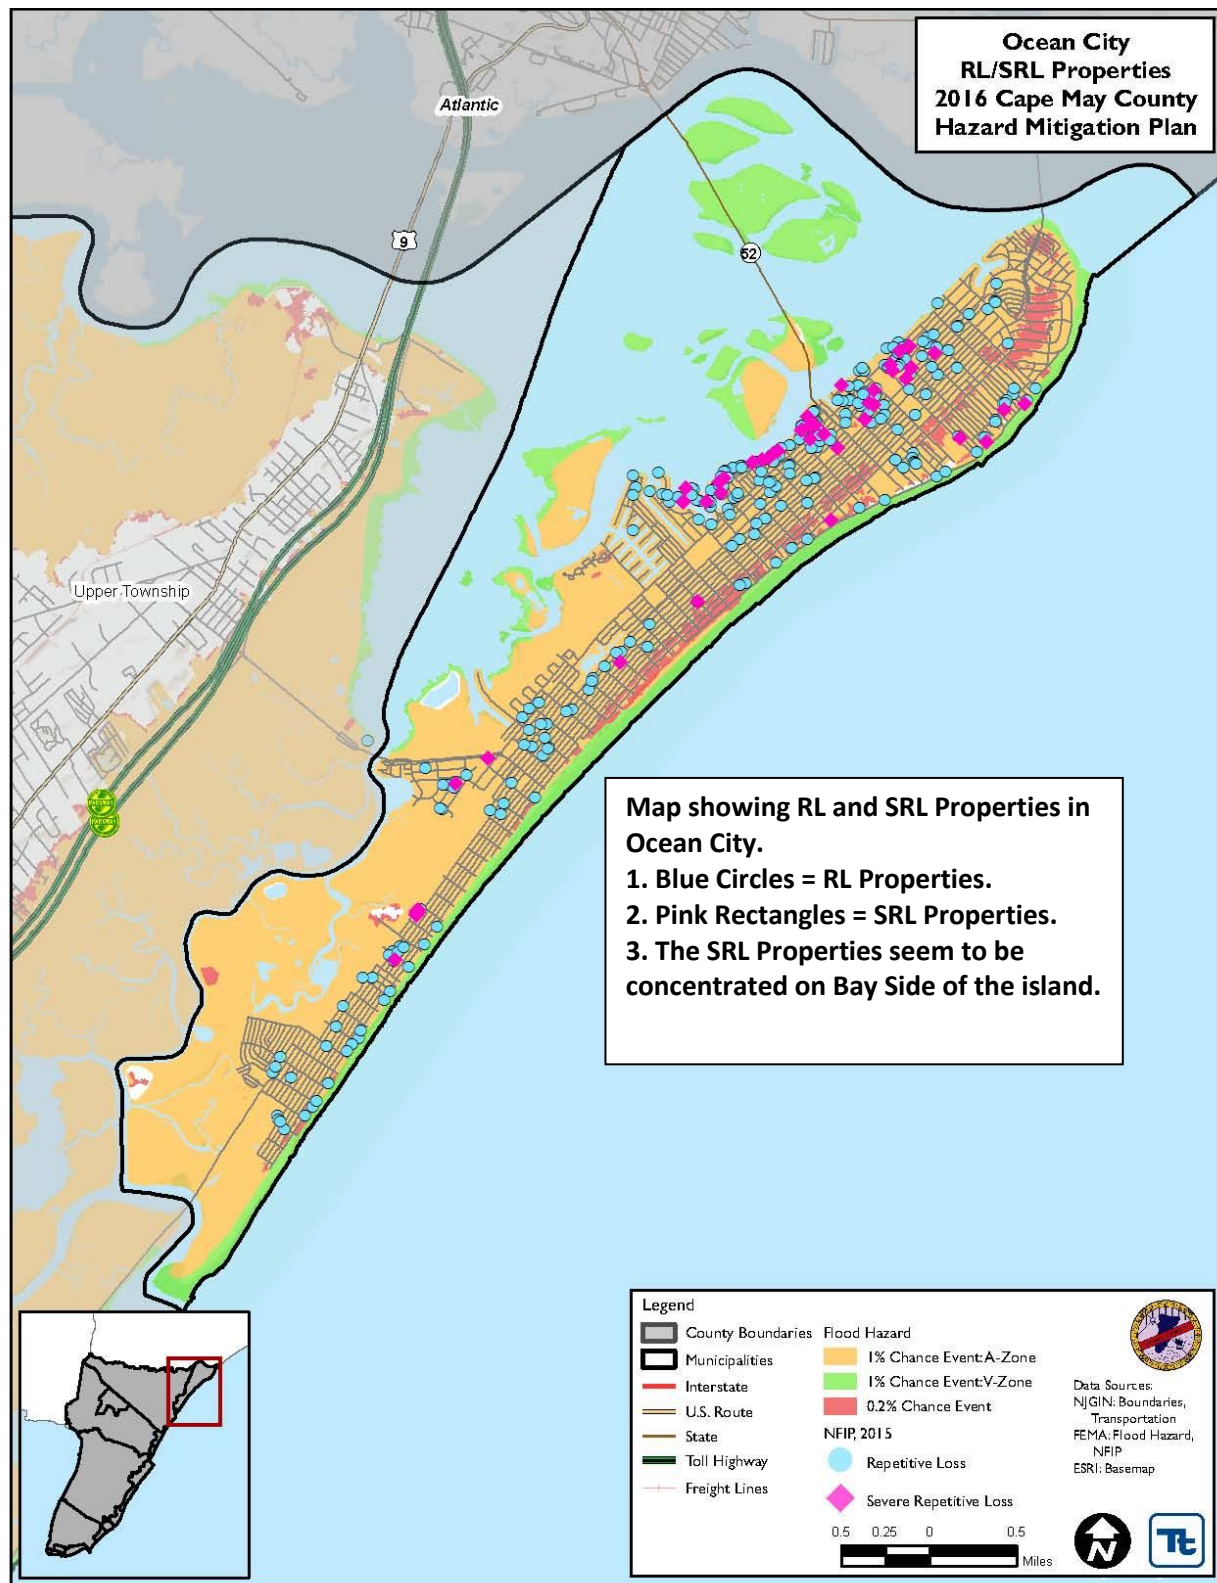 Ocean City
RL/SRL Properties
2016 Cape May County
Hazard Mitigation Plan
Atlantic
9
52
Upper Township
PARKWAY
PARKWAY
Map showing RL and SRL Properties in
Ocean City.
1. Blue Circles = RL Properties.
2. Pink Rectangles = SRL Properties.
3. The SRL Properties seem to be
concentrated on Bay Side of the island.
Legend
County Boundaries
Municipalities
Interstate
U.S. Route
State
Toll Highway
Freight Lines
Flood Hazard
1% Chance Event: A-Zone
1% Chance Event: V-Zone
0.2% Chance Event
NFIP, 2015
Repetitive Loss
Severe Repetitive Loss
0.5 0.25 0 0.5
Miles
Data Sources:
NJGIN: Boundaries,
Transportation
FEMA: Flood Hazard,
NFIP
ESRI: Basemap
N
Tt